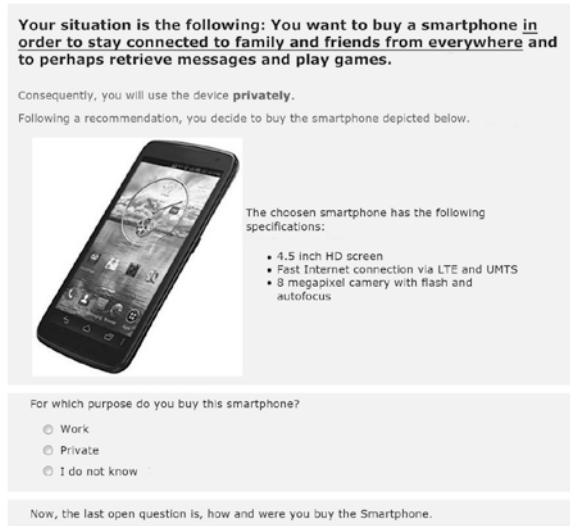 Your situation is the following: You want to buy a smartphone in
order to stay connected to family and friends from everywhere and
to perhaps retrieve messages and play games.
Consequently, you will use the device privately.
Following a recommendation, you decide to buy the smartphone depicted below.
The choosen smartphone has the following
specifications:
• 4.5 inch HD screen
• Fast Internet connection via LTE and UMTS
• 8 megapixel camery with flash and
autofocus
For which purpose do you buy this smartphone?
Work
Private
I do not know
Now, the last open question is, how and were you buy the Smartphone.